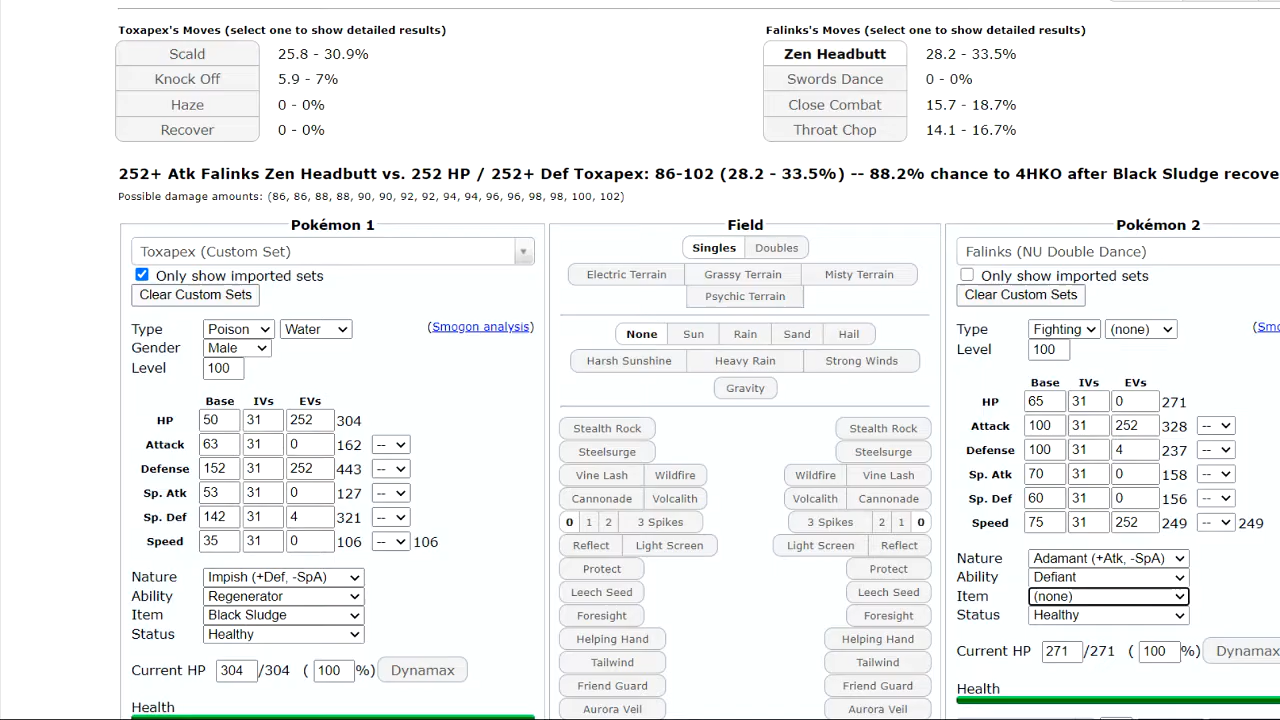 Toxapex's Moves (select one to show detailed results)
Scald 25.8 - 30.9%
Knock Off 5.9 - 7%
Haze 0 - 0%
Recover 0 - 0%
Falinks's Moves (select one to show detailed results)
Zen Headbutt 28.2 - 33.5%
Swords Dance 0 - 0%
Close Combat 15.7 - 18.7%
Throat Chop 14.1 - 16.7%
252+ Atk Falinks Zen Headbutt vs. 252 HP / 252+ Def Toxapex: 86-102 (28.2 - 33.5%) -- 88.2% chance to 4HKO after Black Sludge recove
Possible damage amounts: (86, 86, 88, 88, 90, 90, 92, 92, 94, 94, 96, 96, 98, 98, 100, 102)
Pokémon 1
Toxapex (Custom Set)
Only show imported sets
Clear Custom Sets
Type Poison Water (Smogon analysis)
Gender Male
Level 100
Base IVs EVs
HP 50 31 252 304
Attack 63 31 0 162 --
Defense 152 31 252 443 --
Sp. Atk 53 31 0 127 --
Sp. Def 142 31 4 321 --
Speed 35 31 0 106 -- 106
Nature Impish (+Def, -SpA)
Ability Regenerator
Item Black Sludge
Status Healthy
Current HP 304 /304 ( 100 %) Dynamax
Health
Field
Singles Doubles
Electric Terrain Grassy Terrain Misty Terrain
Psychic Terrain
None Sun Rain Sand Hail
Harsh Sunshine Heavy Rain Strong Winds
Gravity
Stealth Rock Stealth Rock
Steelsurge Steelsurge
Vine Lash Wildfire Wildfire Vine Lash
Cannonade Volcalith Volcalith Cannonade
0 1 2 3 Spikes 3 Spikes 2 1 0
Reflect Light Screen Light Screen Reflect
Protect Protect
Leech Seed Leech Seed
Foresight Foresight
Helping Hand Helping Hand
Tailwind Tailwind
Friend Guard Friend Guard
Aurora Veil Aurora Veil
Pokémon 2
Falinks (NU Double Dance)
Only show imported sets
Clear Custom Sets
Type Fighting (none) (Smo
Level 100
Base IVs EVs
HP 65 31 0 271
Attack 100 31 252 328 --
Defense 100 31 4 237 --
Sp. Atk 70 31 0 158 --
Sp. Def 60 31 0 156 --
Speed 75 31 252 249 -- 249
Nature Adamant (+Atk, -SpA)
Ability Defiant
Item (none)
Status Healthy
Current HP 271 /271 ( 100 %) Dynamax
Health